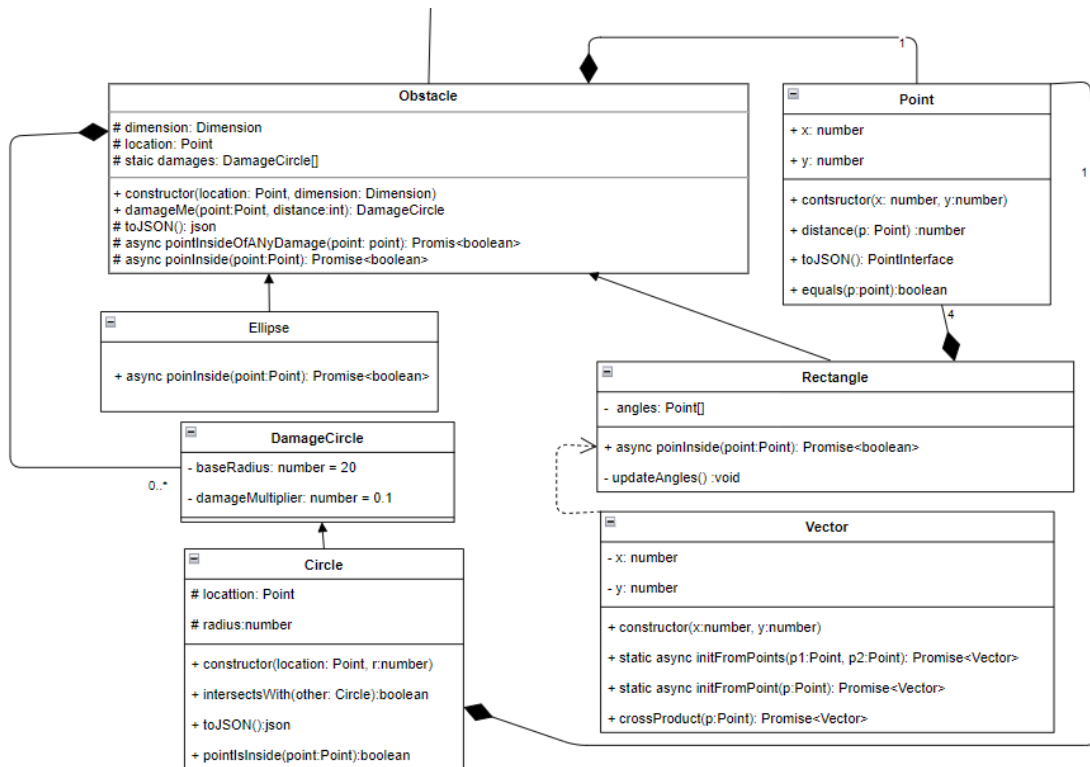 1
Obstacle
# dimension: Dimension
# location: Point
# staic damages: DamageCircle[]
+ constructor(location: Point, dimension: Dimension)
+ damageMe(point:Point, distance:int): DamageCircle
# toJSON(): json
# async pointInsideOfANyDamage(point: point): Promis<boolean>
# async poinInside(point:Point): Promise<boolean>
Point
+ x: number
+ y: number
+ contsructor(x: number, y:number)
+ distance(p: Point) :number
+ toJSON(): PointInterface
+ equals(p:point):boolean
1
4
Ellipse
+ async poinInside(point:Point): Promise<boolean>
Rectangle
- angles: Point[]
+ async poinInside(point:Point): Promise<boolean>
- updateAngles() :void
DamageCircle
- baseRadius: number = 20
- damageMultiplier: number = 0.1
0..*
Circle
# locattion: Point
# radius:number
+ constructor(location: Point, r:number)
+ intersectsWith(other: Circle):boolean
+ toJSON():json
+ pointIsInside(point:Point):boolean
Vector
- x: number
- y: number
+ constructor(x:number, y:number)
+ static async initFromPoints(p1:Point, p2:Point): Promise<Vector>
+ static async initFromPoint(p:Point): Promise<Vector>
+ crossProduct(p:Point): Promise<Vector>